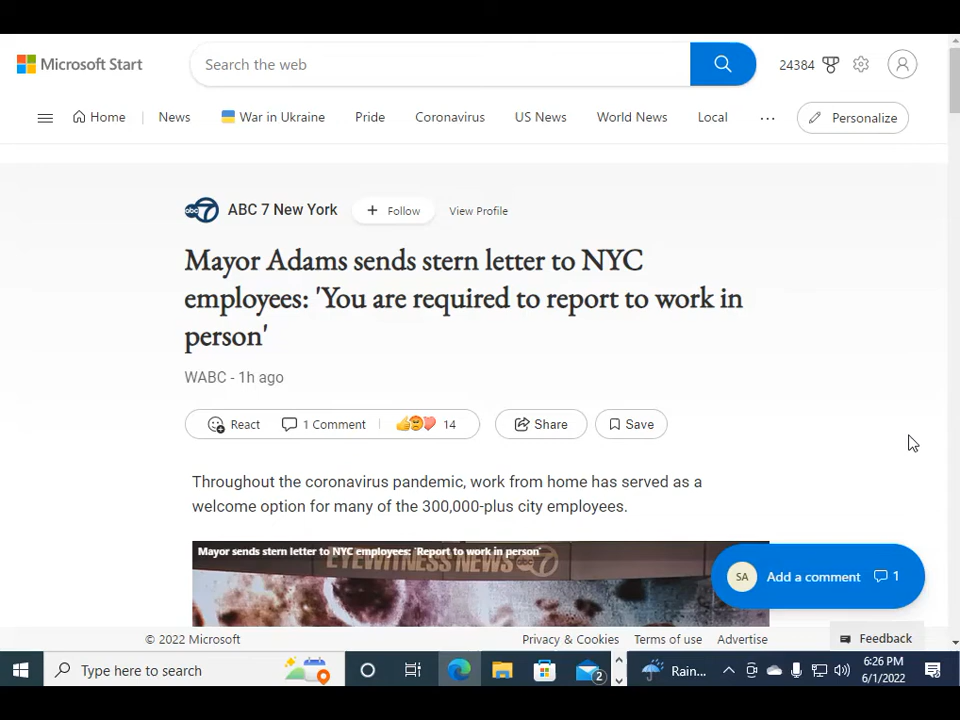 Microsoft Start
Search the web
24384
Home
News
War in Ukraine
Pride
Coronavirus
US News
World News
Local
...
Personalize
abc 7
ABC 7 New York
+ Follow
View Profile
Mayor Adams sends stern letter to NYC
employees: 'You are required to report to work in
person'
WABC - 1h ago
React
1 Comment
14
Share
Save
Throughout the coronavirus pandemic, work from home has served as a
welcome option for many of the 300,000-plus city employees.
Mayor sends stern letter to NYC employees: 'Report to work in person'
EYEWITNESS NEWS abc 7
SA
Add a comment
1
© 2022 Microsoft
Privacy & Cookies
Terms of use
Advertise
Feedback
Type here to search
2
Rain...
6:26 PM
6/1/2022